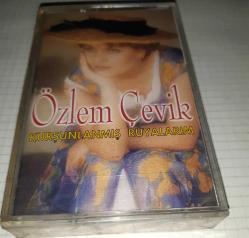 Özlem Çevik
KURŞUNLANMIŞ RÜYALARIM